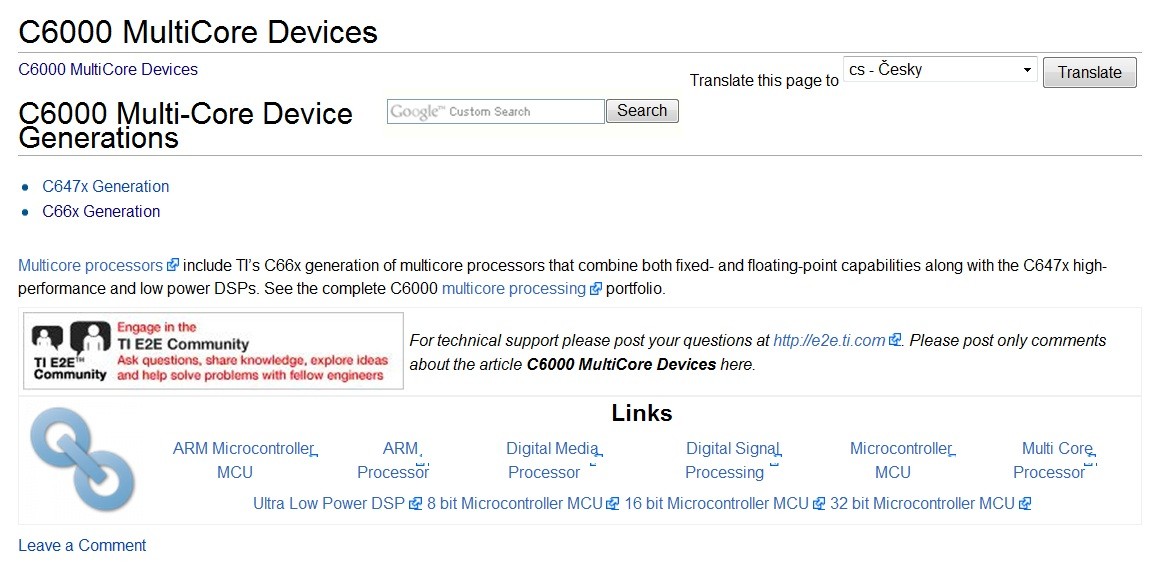 C6000 MultiCore Devices
C6000 MultiCore Devices
Translate this page to cs - Česky Translate
C6000 Multi-Core Device
Generations
Google™ Custom Search Search
C647x Generation
C66x Generation
Multicore processors include TI's C66x generation of multicore processors that combine both fixed- and floating-point capabilities along with the C647x high-
performance and low power DSPs. See the complete C6000 multicore processing portfolio.
TI E2E™
Community
Engage in the
TI E2E Community
Ask questions, share knowledge, explore ideas
and help solve problems with fellow engineers
For technical support please post your questions at http://e2e.ti.com. Please post only comments
about the article C6000 MultiCore Devices here.
Links
ARM Microcontroller
MCU
ARM
Processor
Digital Media
Processor
Digital Signal
Processing
Microcontroller
MCU
Multi Core
Processor
Ultra Low Power DSP 8 bit Microcontroller MCU 16 bit Microcontroller MCU 32 bit Microcontroller MCU
Leave a Comment